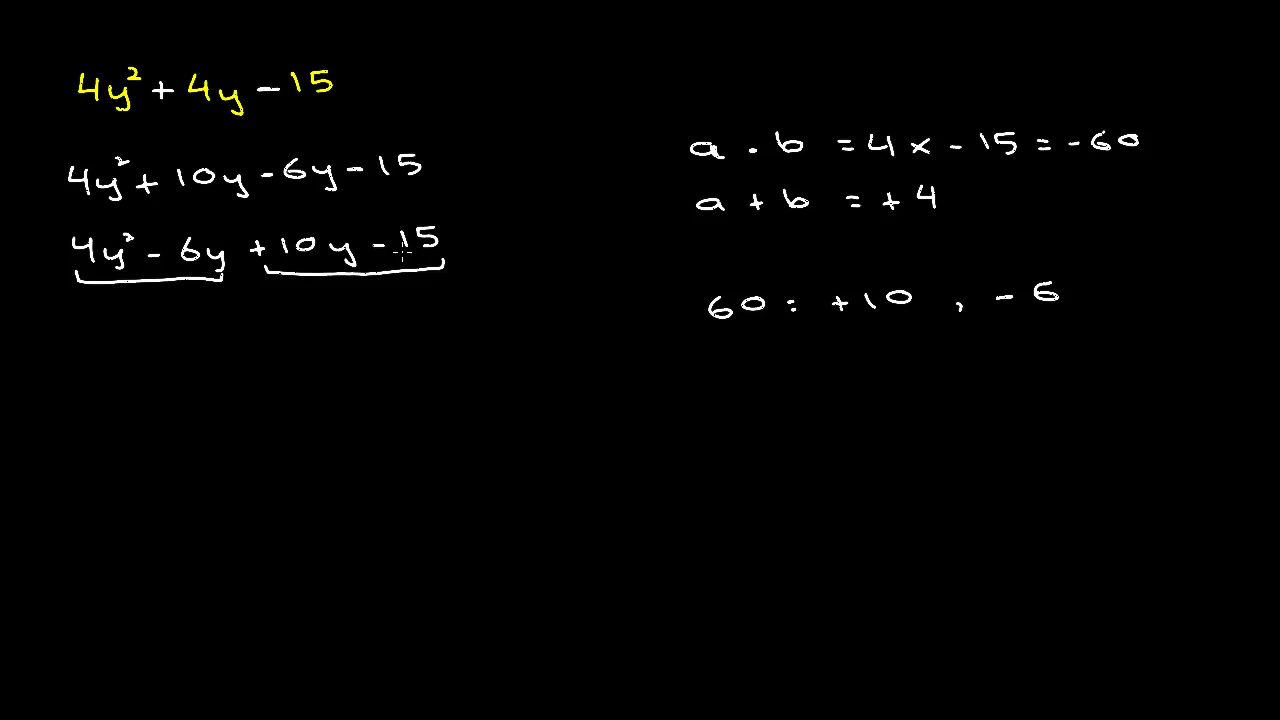 4y² + 4y - 15
4y² + 10y - 6y - 15
4y² - 6y + 10y - 15
a . b = 4 x - 15 = - 60
a + b = + 4
60 : + 10 , - 6